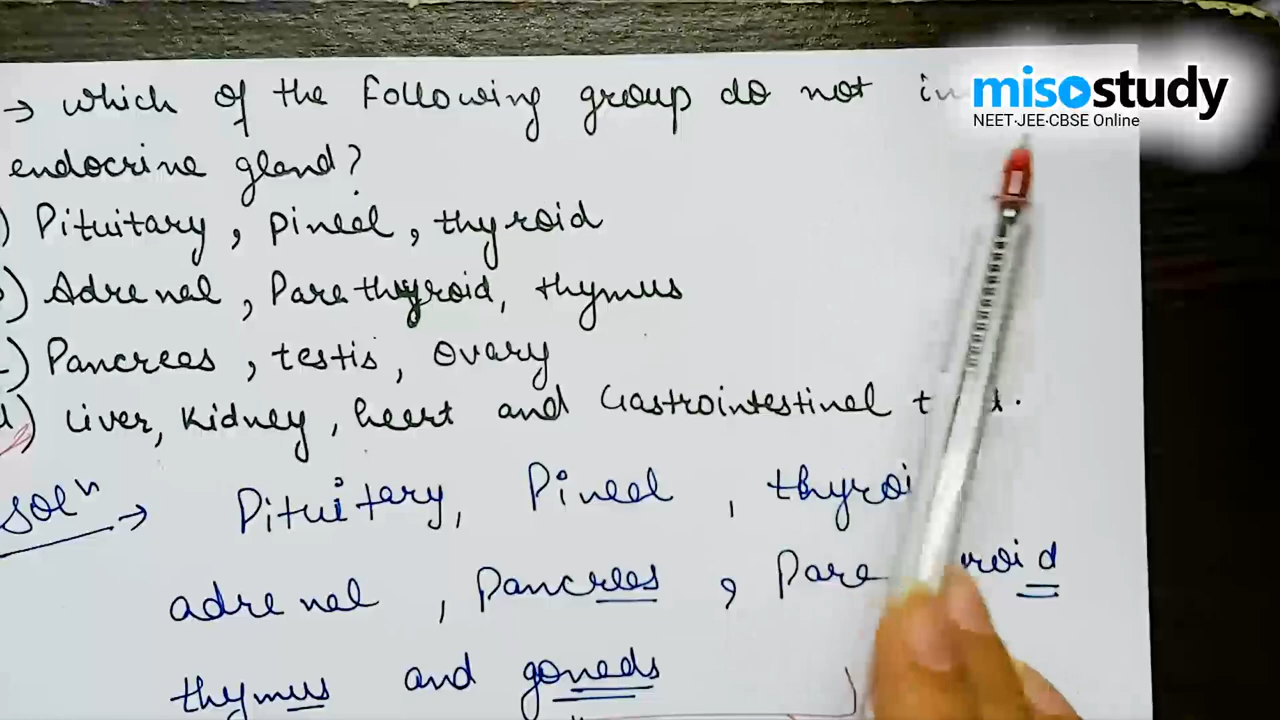 → which of the following group do not
endocrine gland?
) Pituitary, pineal, thyroid
) Adrenal, Parathyroid, thymus
) Pancreas, testis, Ovary
) Liver, Kidney, heart and Gastrointestinal
solⁿ → Pituitary, Pineal, thyroi
adrenal, pancreas, Para roid
thymus and gonads
misostudy
NEET·JEE·CBSE Online